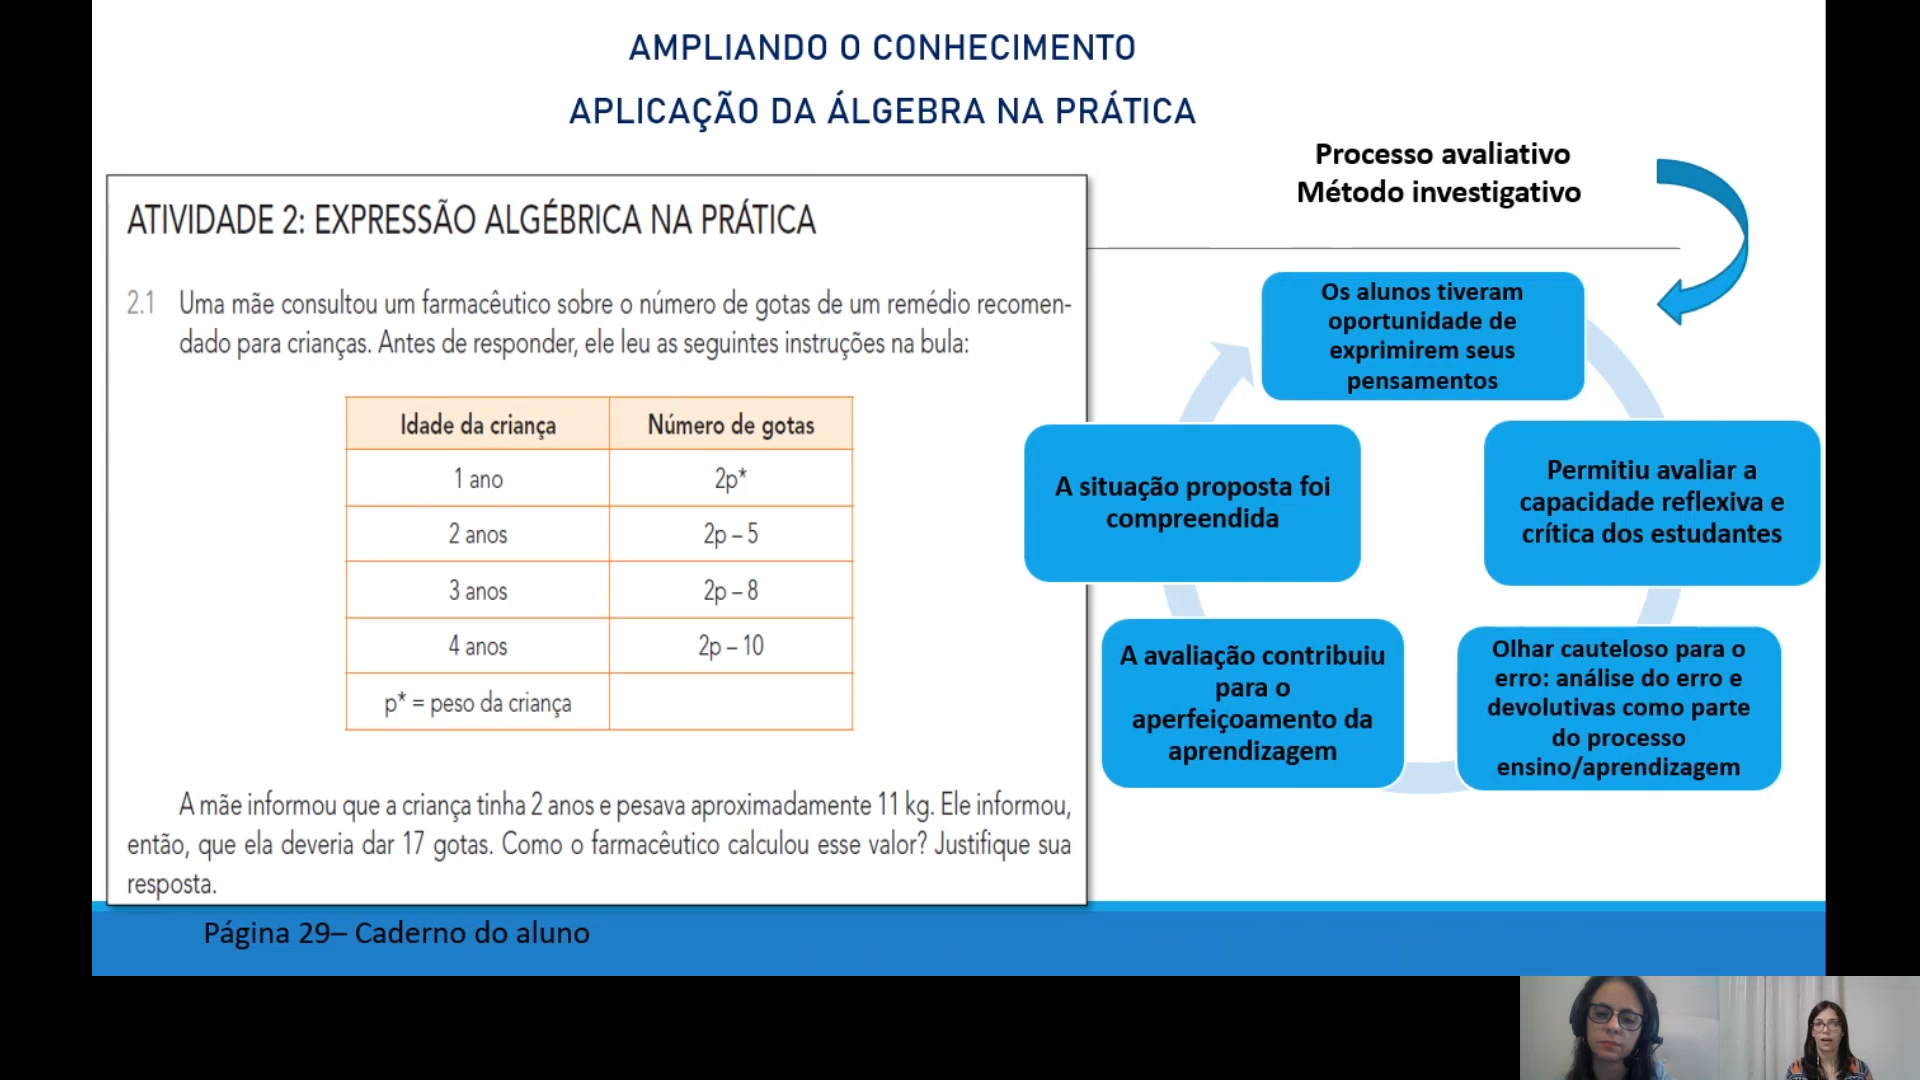 AMPLIANDO O CONHECIMENTO
APLICAÇÃO DA ÁLGEBRA NA PRÁTICA
ATIVIDADE 2: EXPRESSÃO ALGÉBRICA NA PRÁTICA
2.1 Uma mãe consultou um farmacêutico sobre o número de gotas de um remédio recomen-
dado para crianças. Antes de responder, ele leu as seguintes instruções na bula:
Idade da criança Número de gotas
1 ano 2p*
2 anos 2p – 5
3 anos 2p – 8
4 anos 2p – 10
p* = peso da criança
A mãe informou que a criança tinha 2 anos e pesava aproximadamente 11 kg. Ele informou,
então, que ela deveria dar 17 gotas. Como o farmacêutico calculou esse valor? Justifique sua
resposta.
Processo avaliativo
Método investigativo
Os alunos tiveram
oportunidade de
exprimirem seus
pensamentos
Permitiu avaliar a
capacidade reflexiva e
crítica dos estudantes
Olhar cauteloso para o
erro: análise do erro e
devolutivas como parte
do processo
ensino/aprendizagem
A avaliação contribuiu
para o
aperfeiçoamento da
aprendizagem
A situação proposta foi
compreendida
Página 29– Caderno do aluno